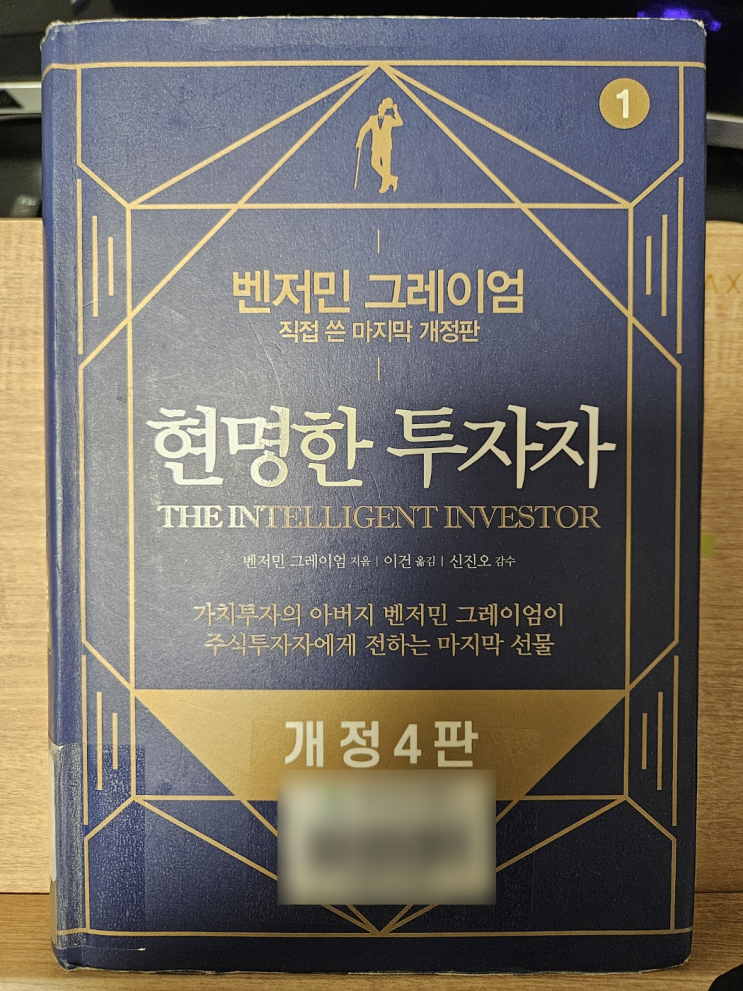 1
벤저민 그레이엄
직접 쓴 마지막 개정판
현명한 투자자
THE INTELLIGENT INVESTOR
벤저민 그레이엄 지음 | 이건 옮김 | 신진오 감수
가치투자의 아버지 벤저민 그레이엄이
주식투자자에게 전하는 마지막 선물
개정4판